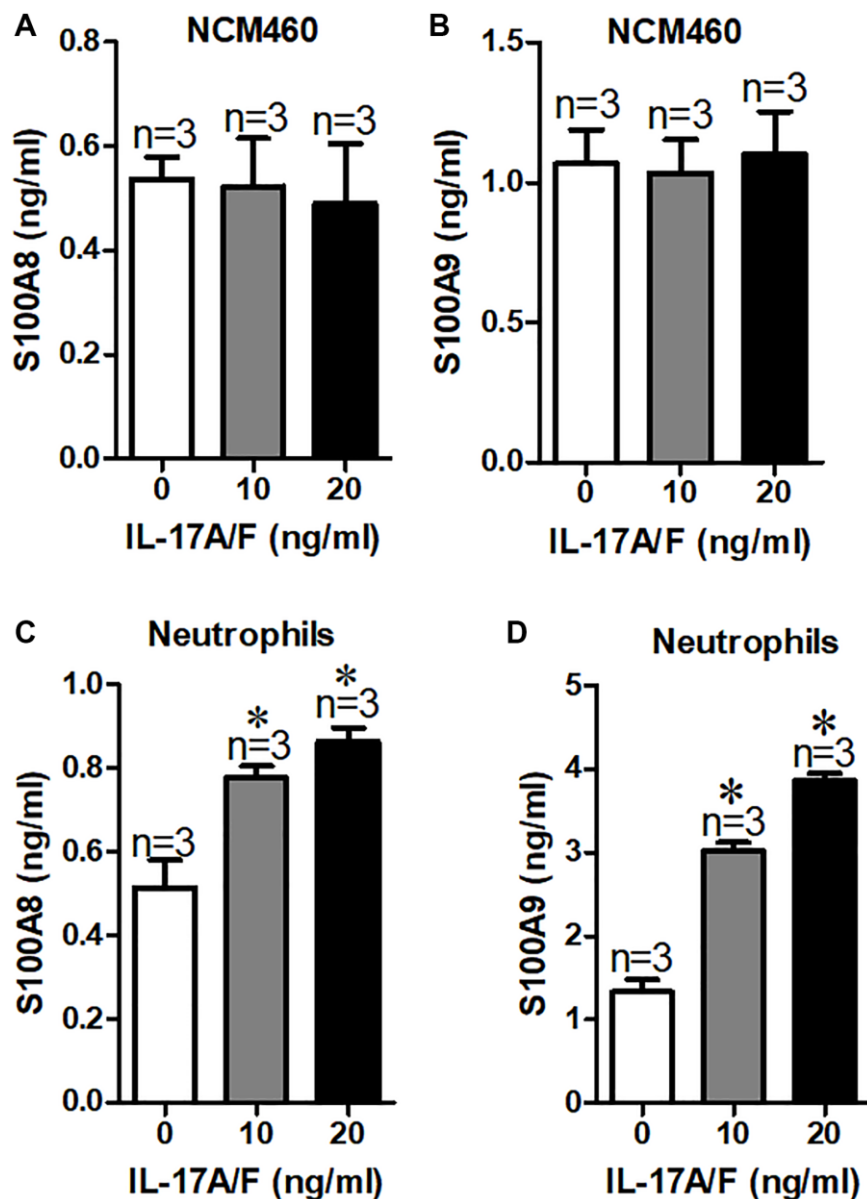 A
NCM460
S100A8 (ng/ml)
0.8
0.6
0.4
0.2
0.0
n=3
n=3
n=3
0
10
20
IL-17A/F (ng/ml)
B
NCM460
S100A9 (ng/ml)
1.5
1.0
0.5
0.0
n=3
n=3
n=3
0
10
20
IL-17A/F (ng/ml)
C
Neutrophils
S100A8 (ng/ml)
1.0
0.8
0.6
0.4
0.2
0.0
n=3
*
n=3
*
n=3
0
10
20
IL-17A/F (ng/ml)
D
Neutrophils
S100A9 (ng/ml)
5
4
3
1
1
0
n=3
*
n=3
*
n=3
0
10
20
IL-17A/F (ng/ml)